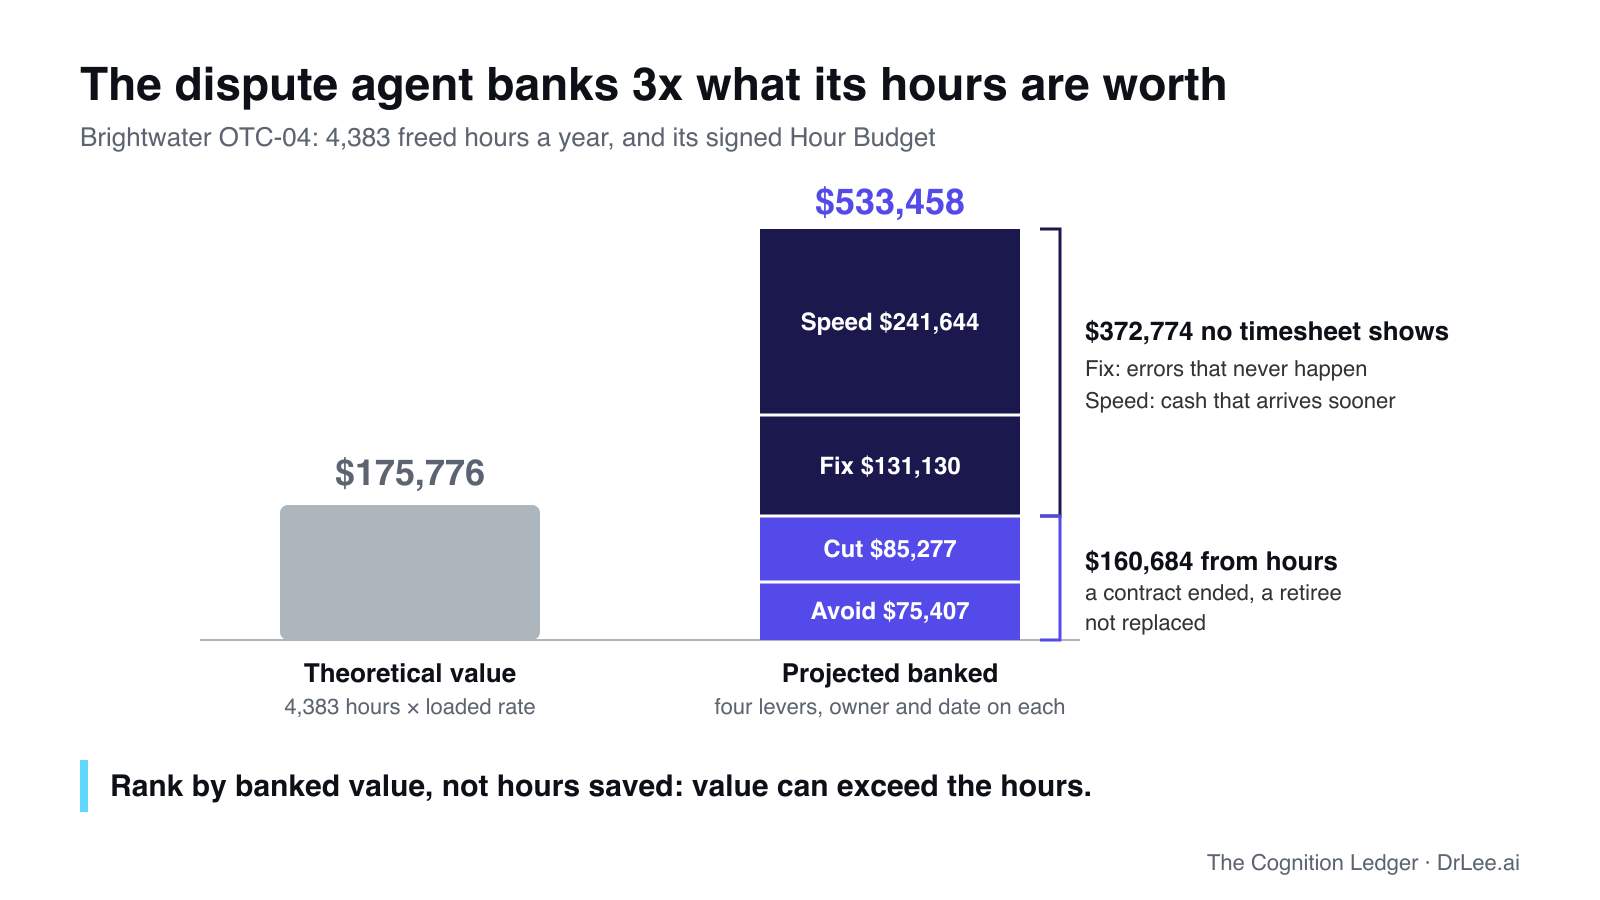 The dispute agent banks 3x what its hours are worth
Brightwater OTC-04: 4,383 freed hours a year, and its signed Hour Budget
$533,458
Speed $241,644
$372,774 no timesheet shows
Fix: errors that never happen
Speed: cash that arrives sooner
$175,776
Fix $131,130
Cut $85,277
$160,684 from hours
a contract ended, a retiree
not replaced
Avoid $75,407
Theoretical value
4,383 hours × loaded rate
Projected banked
four levers, owner and date on each
Rank by banked value, not hours saved: value can exceed the hours.
The Cognition Ledger · DrLee.ai